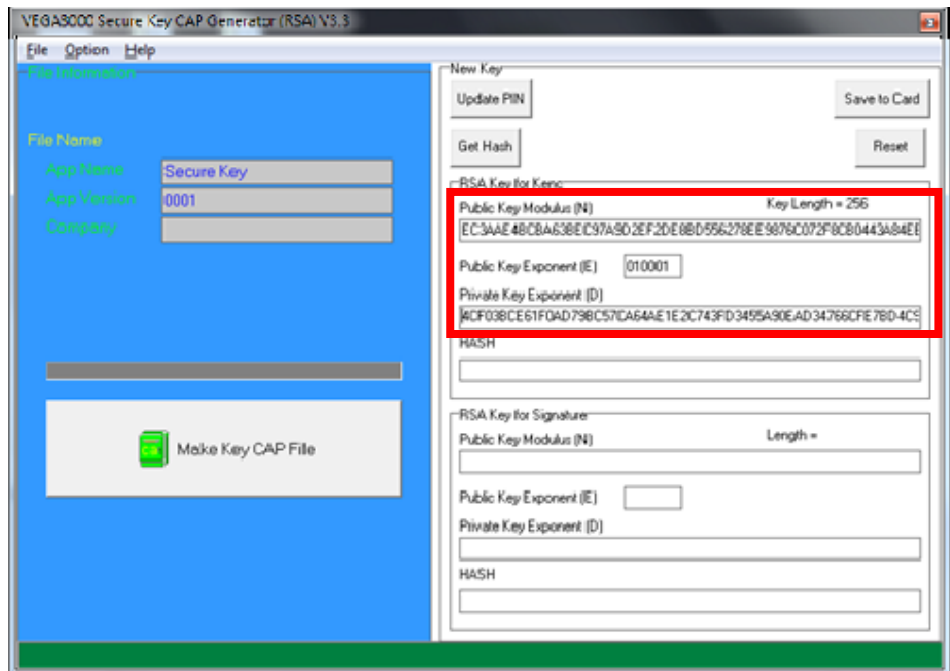 VEGA3000 Secure Key CAP Generator (RSA) V3.3
File Option Help
File Information
File Name
App Name Secure Key
App Version 0001
Company
Make Key CAP File
New Key
Update PIN Save to Card
Get Hash Reset
RSA Key for Kenc
Public Key Modulus (N) Key Length = 256
Public Key Exponent (E) 010001
Private Key Exponent (D)
HASH
RSA Key for Signature
Public Key Modulus (N) Length =
Public Key Exponent (E)
Private Key Exponent (D)
HASH